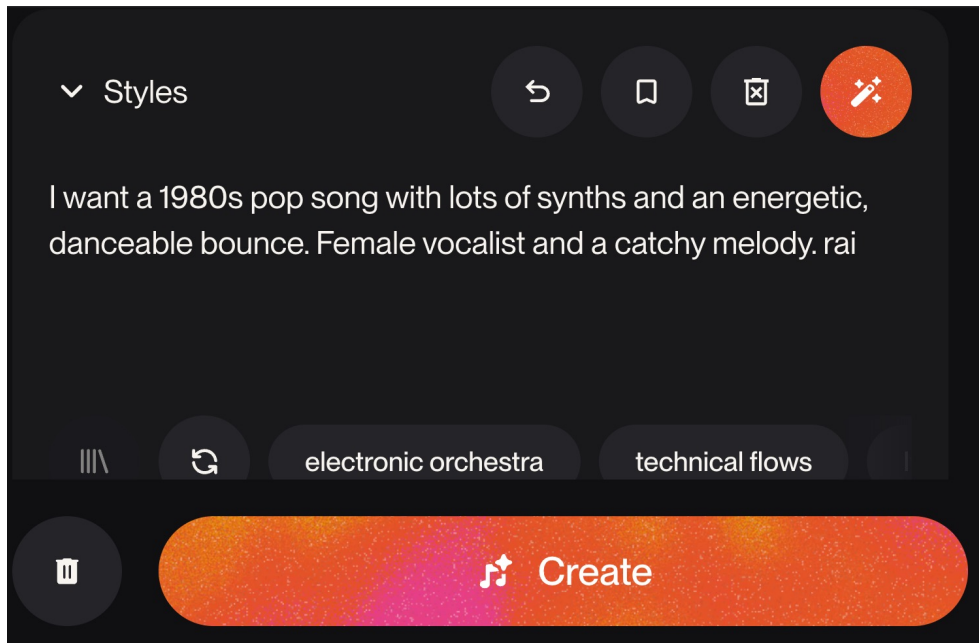 Styles
I want a 1980s pop song with lots of synths and an energetic,
danceable bounce. Female vocalist and a catchy melody. rai
electronic orchestra
technical flows
Create